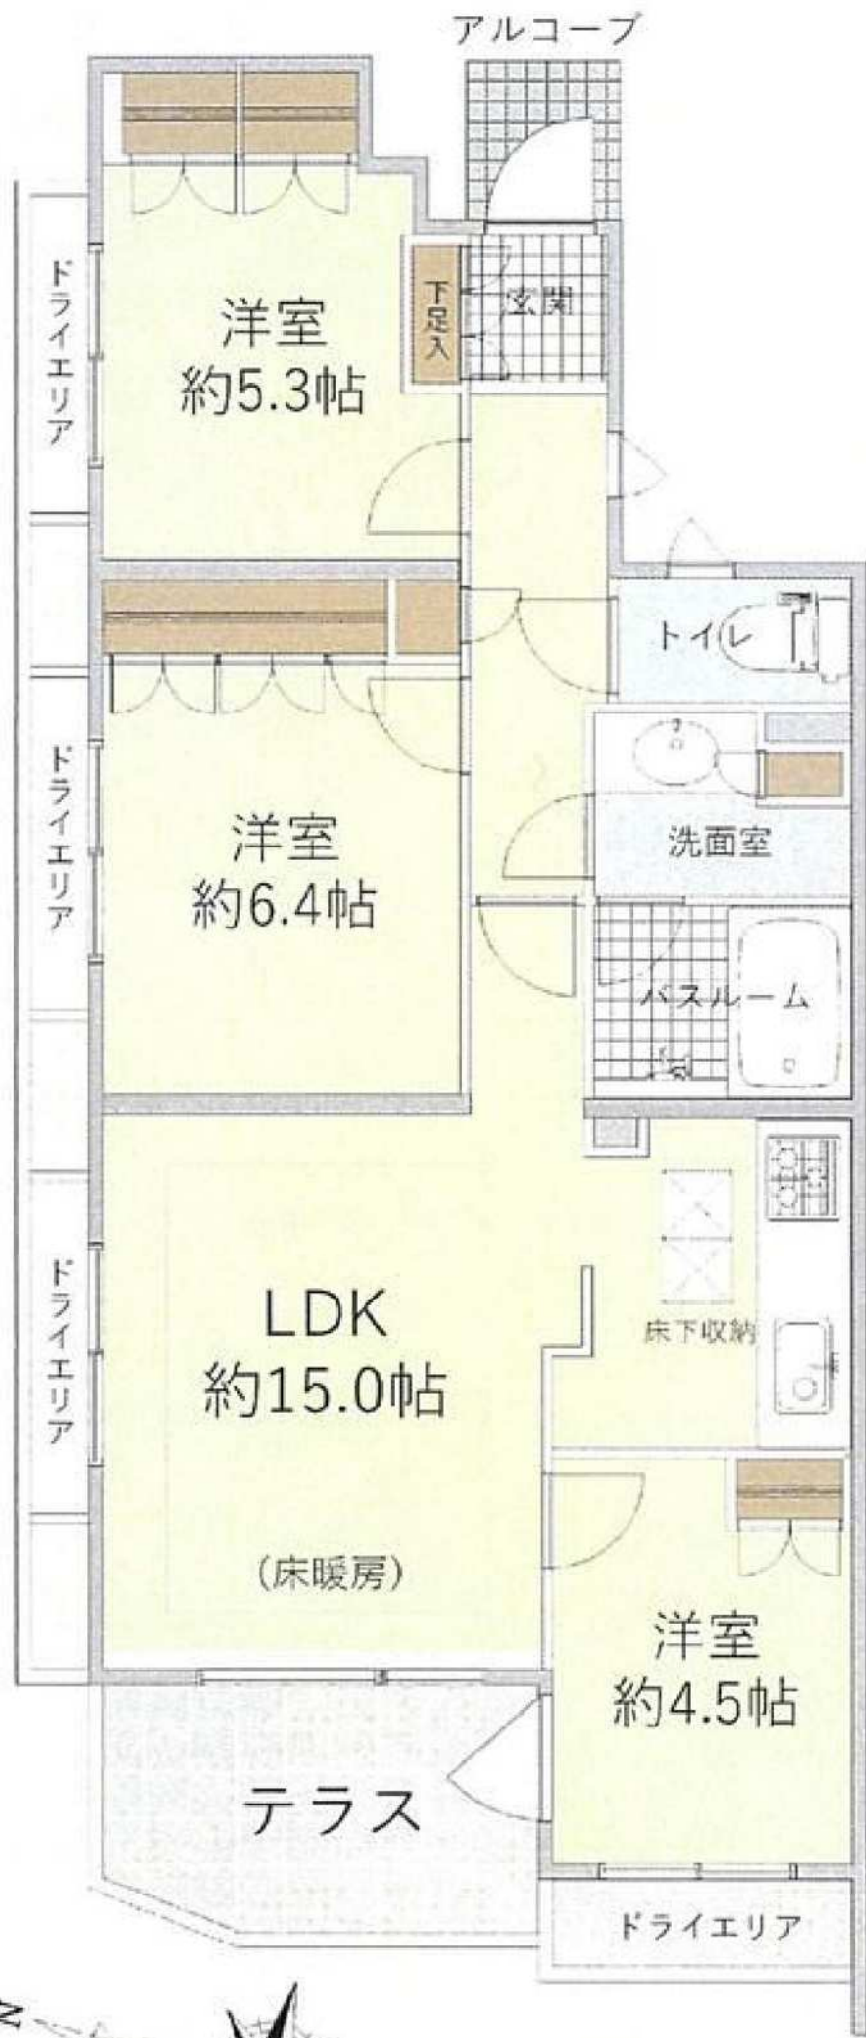 アルコーブ
ドライエリア
洋室
約5.3帖
下足入
玄関
トイレ
ドライエリア
洋室
約6.4帖
洗面室
バスルーム
ドライエリア
LDK
約15.0帖
(床暖房)
床下収納
洋室
約4.5帖
テラス
ドライエリア
N